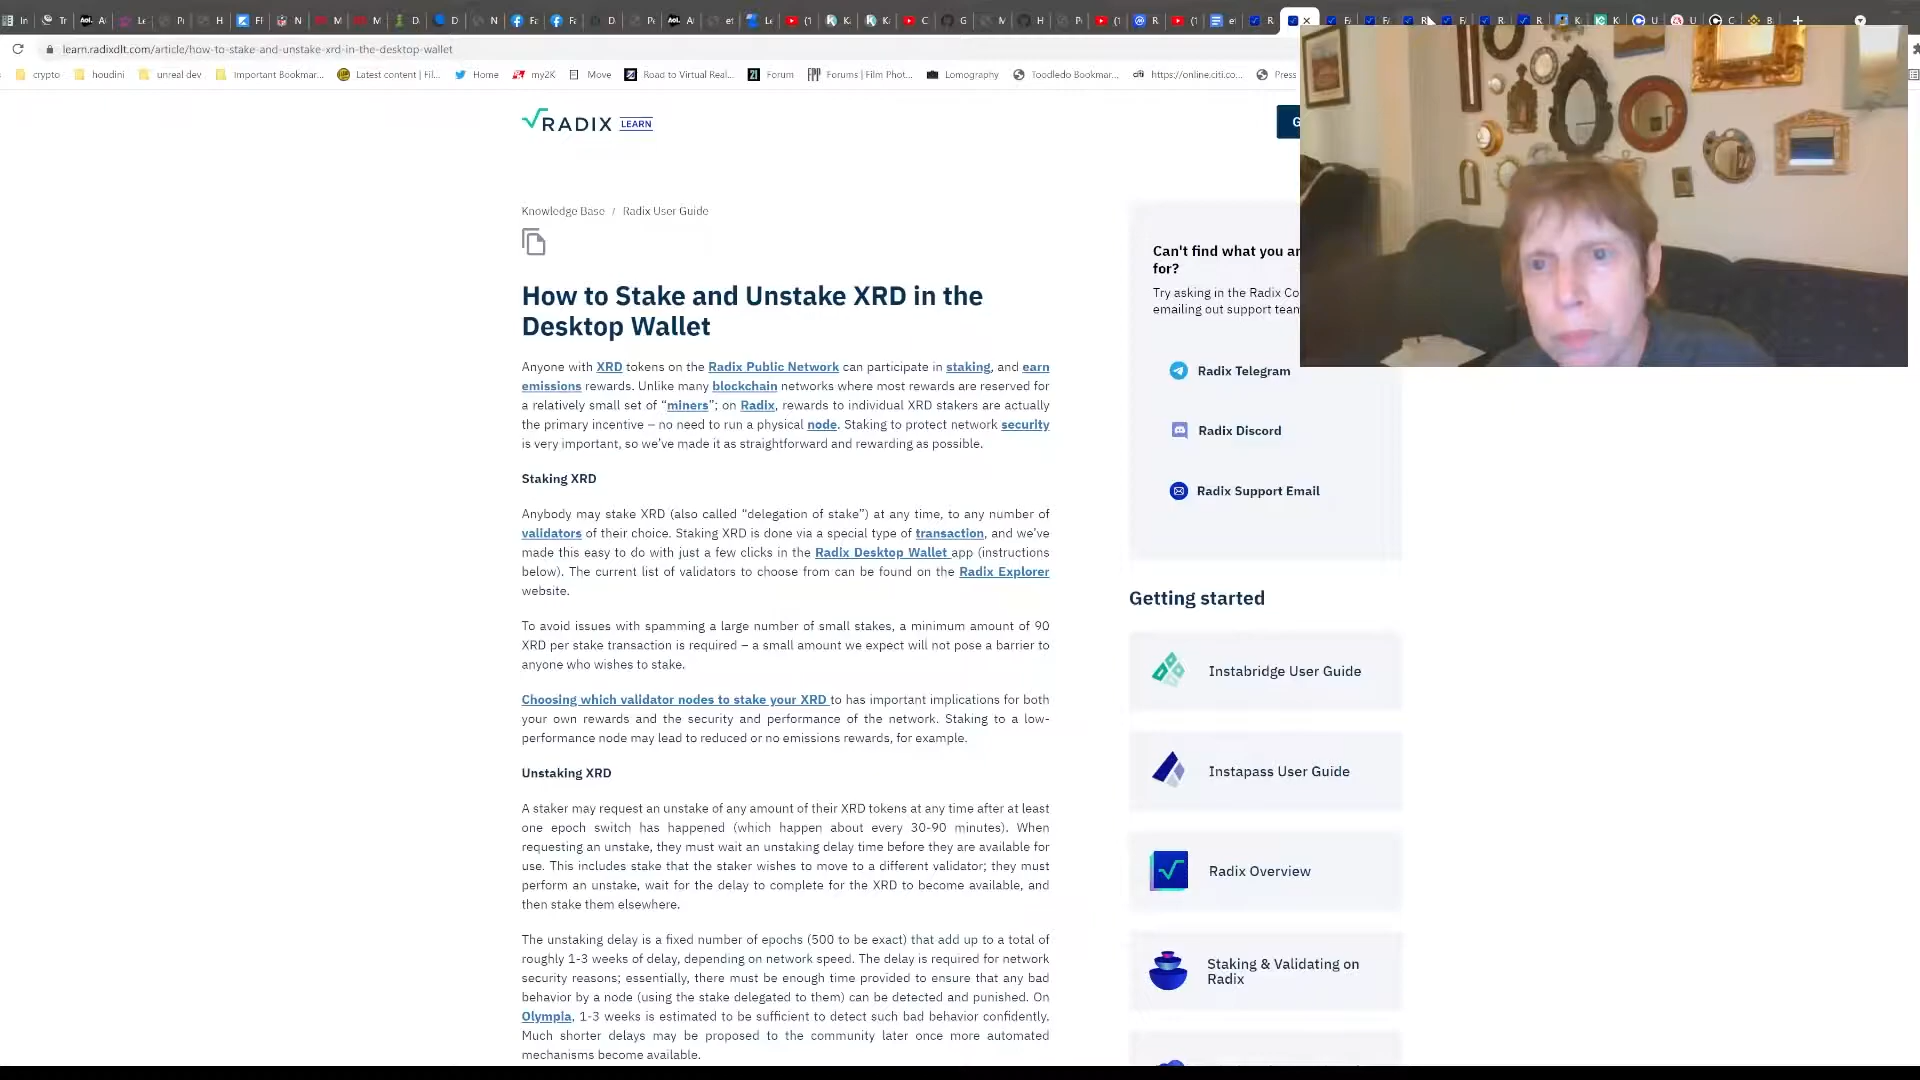 learn.radixdlt.com/article/how-to-stake-and-unstake-xrd-in-the-desktop-wallet
crypto houdini unreal dev Important Bookmar... Latest content | Fil... Home my2K Move Road to Virtual Real... Forum Forums | Film Phot... Lomography Toodledo Bookmar... https://online.citi.co... Press
RADIX LEARN
Knowledge Base / Radix User Guide
How to Stake and Unstake XRD in the
Desktop Wallet
Anyone with XRD tokens on the Radix Public Network can participate in staking, and earn
emissions rewards. Unlike many blockchain networks where most rewards are reserved for
a relatively small set of “miners”; on Radix, rewards to individual XRD stakers are actually
the primary incentive – no need to run a physical node. Staking to protect network security
is very important, so we’ve made it as straightforward and rewarding as possible.
Staking XRD
Anybody may stake XRD (also called “delegation of stake”) at any time, to any number of
validators of their choice. Staking XRD is done via a special type of transaction, and we’ve
made this easy to do with just a few clicks in the Radix Desktop Wallet app (instructions
below). The current list of validators to choose from can be found on the Radix Explorer
website.
To avoid issues with spamming a large number of small stakes, a minimum amount of 90
XRD per stake transaction is required – a small amount we expect will not pose a barrier to
anyone who wishes to stake.
Choosing which validator nodes to stake your XRD to has important implications for both
your own rewards and the security and performance of the network. Staking to a low-
performance node may lead to reduced or no emissions rewards, for example.
Unstaking XRD
A staker may request an unstake of any amount of their XRD tokens at any time after at least
one epoch switch has happened (which happen about every 30-90 minutes). When
requesting an unstake, they must wait an unstaking delay time before they are available for
use. This includes stake that the staker wishes to move to a different validator; they must
perform an unstake, wait for the delay to complete for the XRD to become available, and
then stake them elsewhere.
The unstaking delay is a fixed number of epochs (500 to be exact) that add up to a total of
roughly 1-3 weeks of delay, depending on network speed. The delay is required for network
security reasons; essentially, there must be enough time provided to ensure that any bad
behavior by a node (using the stake delegated to them) can be detected and punished. On
Olympia, 1-3 weeks is estimated to be sufficient to detect such bad behavior confidently.
Much shorter delays may be proposed to the community later once more automated
mechanisms become available.
Can't find what you ar
for?
Try asking in the Radix Co
emailing out support team
Radix Telegram
Radix Discord
Radix Support Email
Getting started
Instabridge User Guide
Instapass User Guide
Radix Overview
Staking & Validating on
Radix